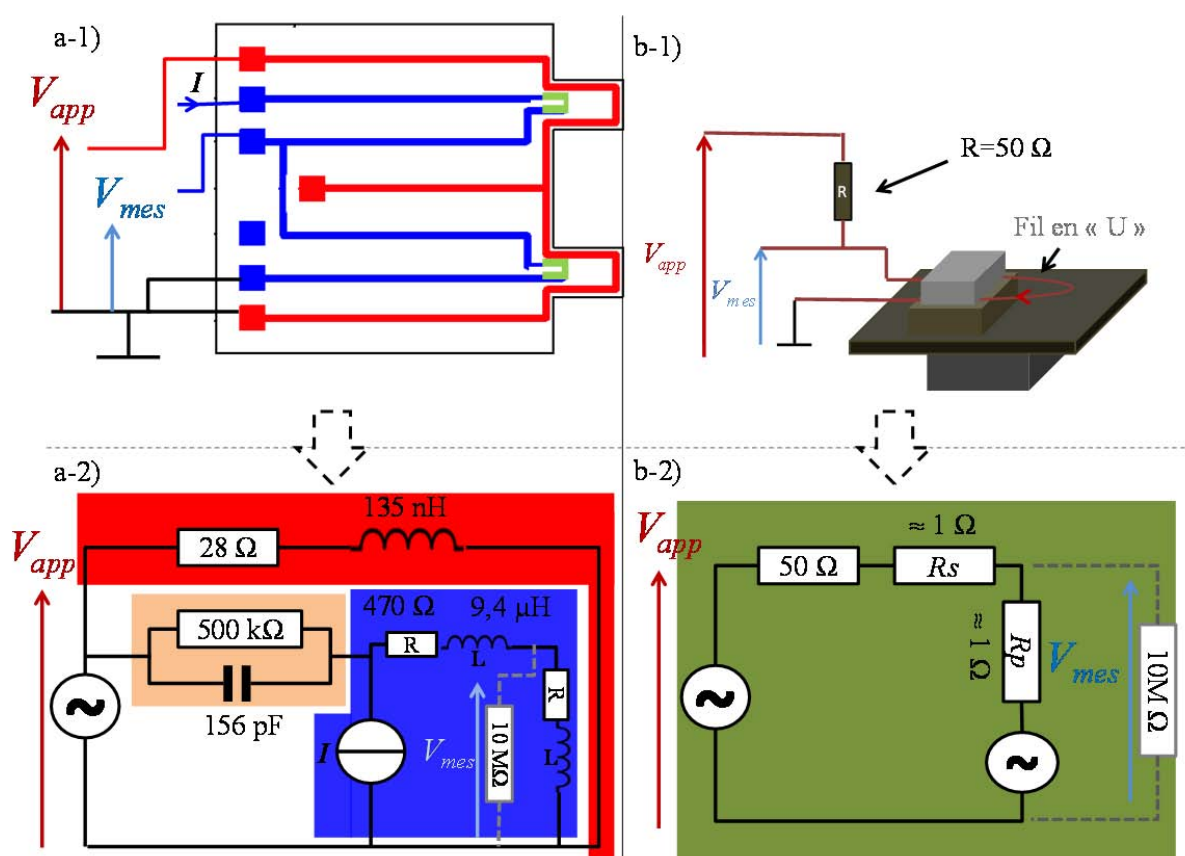 a-1)
I
V app
V mes
b-1)
R=50 Ω
R
Fil en « U »
V app
V mes
a-2)
135 nH
V app
28 Ω
470 Ω
9,4 μH
500 kΩ
R
L
R
156 pF
I
V mes
10 MΩ
L
b-2)
V app
≈ 1 Ω
50 Ω
Rs
≈ 1 Ω
Rp
V mes
10M Ω